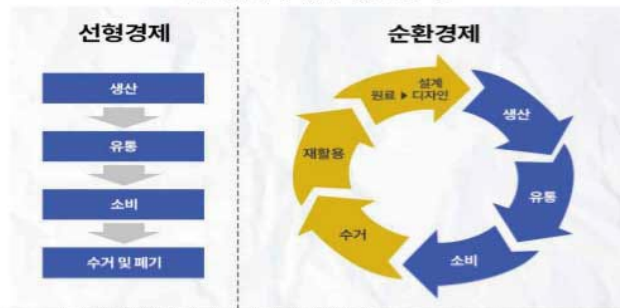 선형경제
생산
유통
소비
수거 및 폐기
순환경제
설계
원료 ▶ 디자인
생산
유통
소비
수거
재활용